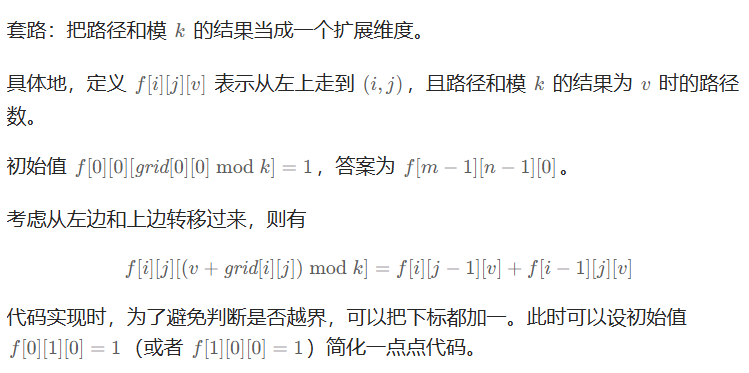 套路：把路径和模 k 的结果当成一个扩展维度。
具体地，定义 f[i][j][v] 表示从左上走到 (i, j)，且路径和模 k 的结果为 v 时的路径
数。
初始值 f[0][0][grid[0][0] mod k] = 1，答案为 f[m − 1][n − 1][0]。
考虑从左边和上边转移过来，则有
f[i][j][(v + grid[i][j]) mod k] = f[i][j − 1][v] + f[i − 1][j][v]
代码实现时，为了避免判断是否越界，可以把下标都加一。此时可以设初始值
f[0][1][0] = 1（或者 f[1][0][0] = 1）简化一点点代码。